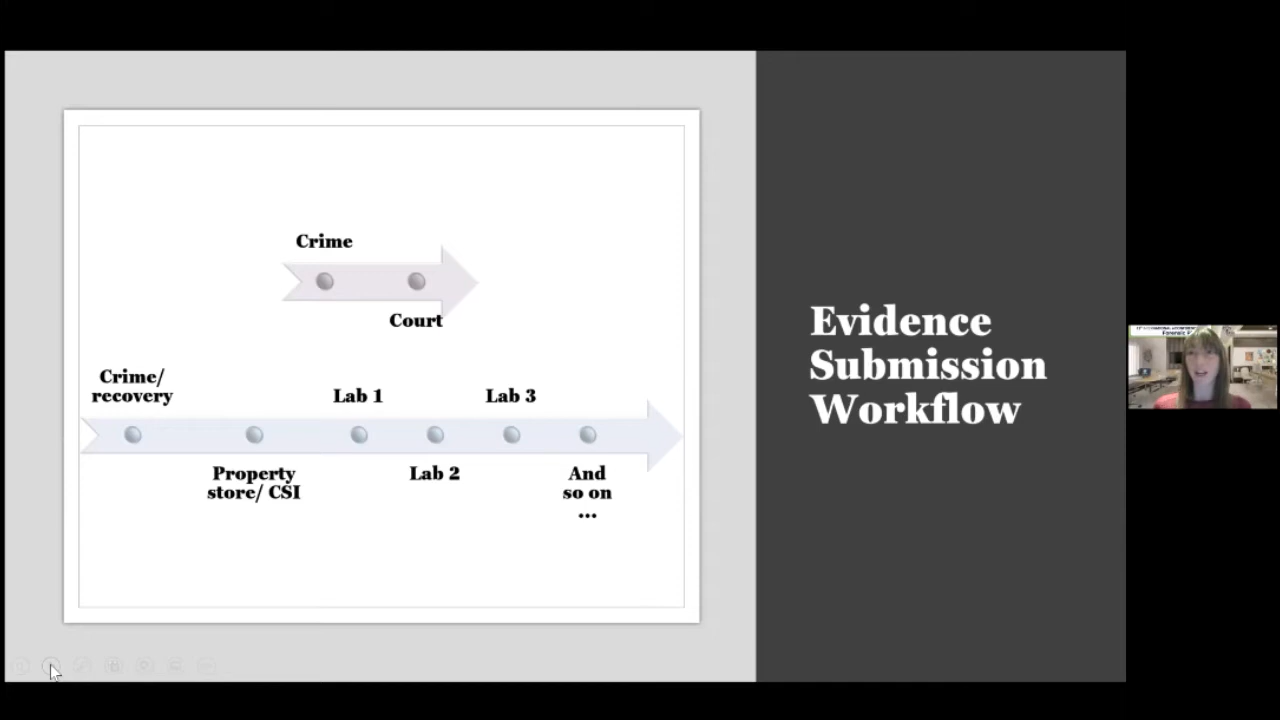 Crime
Court
Crime/
recovery
Lab 1
Lab 3
Property
store/ CSI
Lab 2
And
so on
...
Evidence
Submission
Workflow